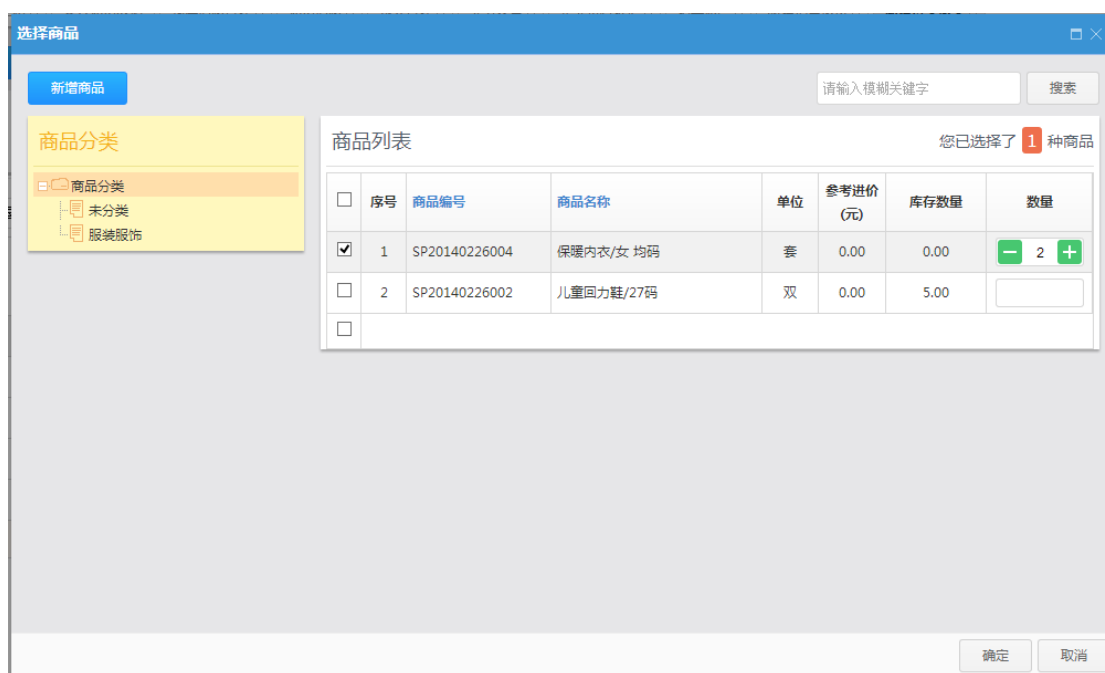 选择商品
新增商品
请输入模糊关键字
搜索
商品分类
商品分类
未分类
服装服饰
商品列表
您已选择了 1 种商品
序号 商品编号 商品名称 单位 参考进价(元) 库存数量 数量
1 SP20140226004 保暖内衣/女 均码 套 0.00 0.00 2
2 SP20140226002 儿童回力鞋/27码 双 0.00 5.00
确定 取消